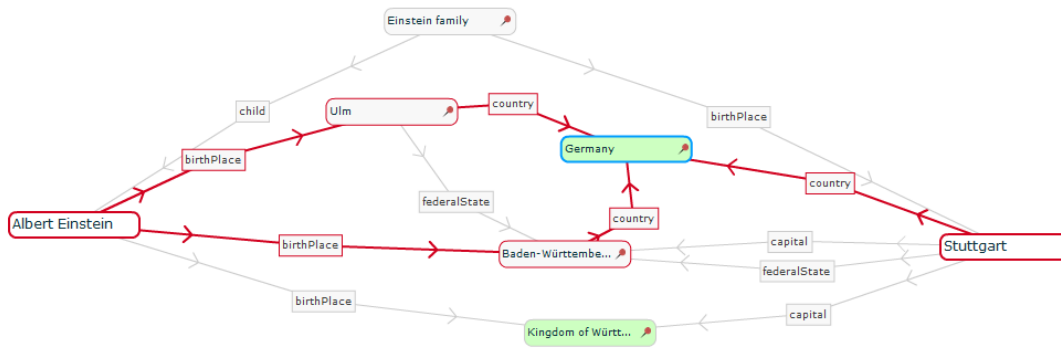 Einstein family
child
Ulm
country
birthPlace
Germany
birthPlace
country
federalState
Albert Einstein
country
birthPlace
capital
Stuttgart
Baden-Württembe...
federalState
birthPlace
capital
Kingdom of Württ...